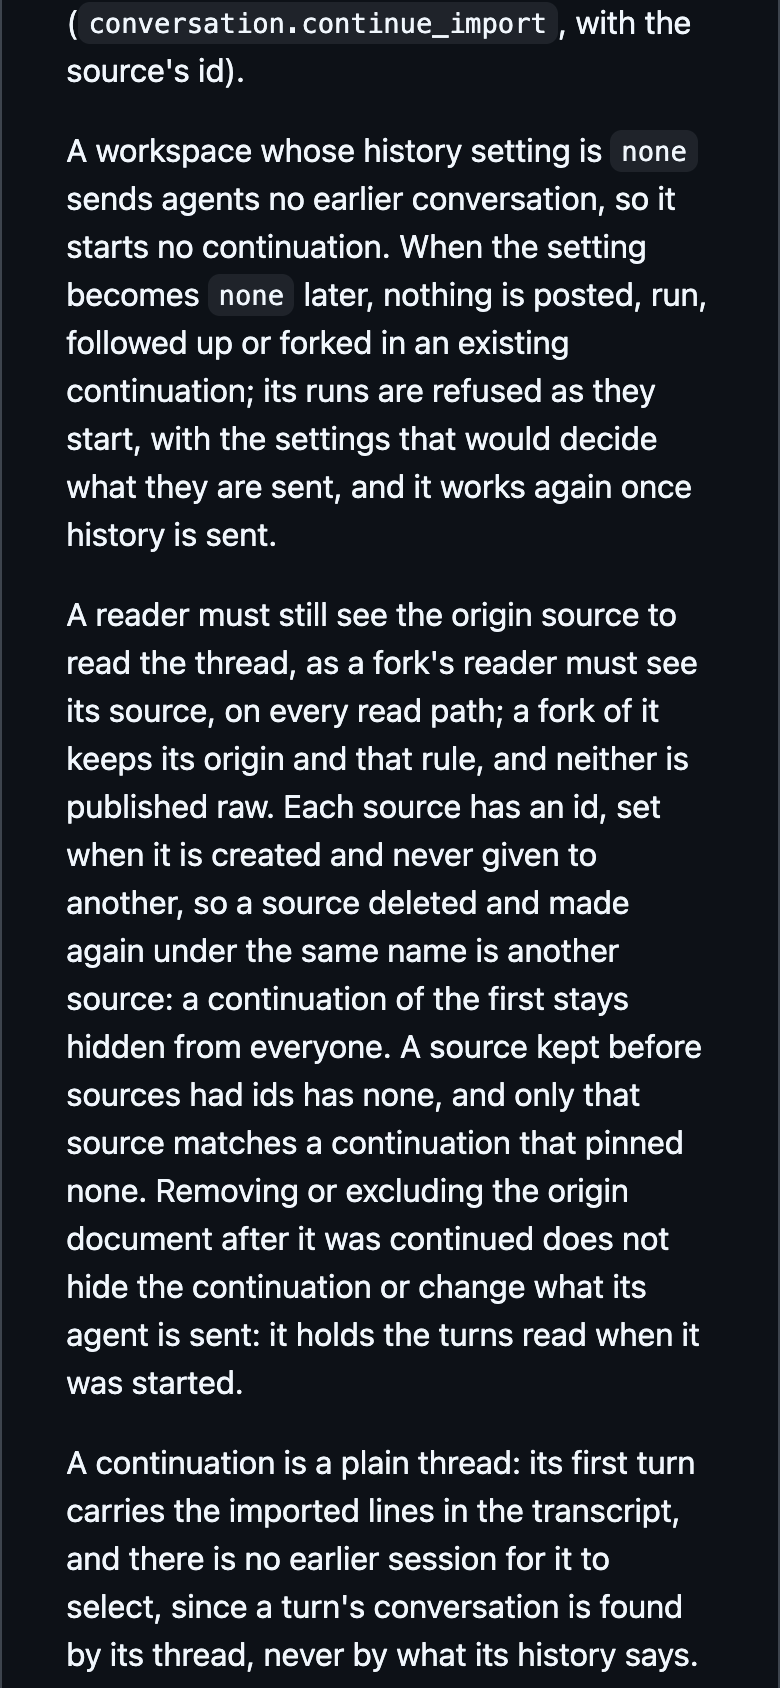 (conversation.continue_import, with the
source's id).
A workspace whose history setting is none
sends agents no earlier conversation, so it
starts no continuation. When the setting
becomes none later, nothing is posted, run,
followed up or forked in an existing
continuation; its runs are refused as they
start, with the settings that would decide
what they are sent, and it works again once
history is sent.
A reader must still see the origin source to
read the thread, as a fork's reader must see
its source, on every read path; a fork of it
keeps its origin and that rule, and neither is
published raw. Each source has an id, set
when it is created and never given to
another, so a source deleted and made
again under the same name is another
source: a continuation of the first stays
hidden from everyone. A source kept before
sources had ids has none, and only that
source matches a continuation that pinned
none. Removing or excluding the origin
document after it was continued does not
hide the continuation or change what its
agent is sent: it holds the turns read when it
was started.
A continuation is a plain thread: its first turn
carries the imported lines in the transcript,
and there is no earlier session for it to
select, since a turn's conversation is found
by its thread, never by what its history says.